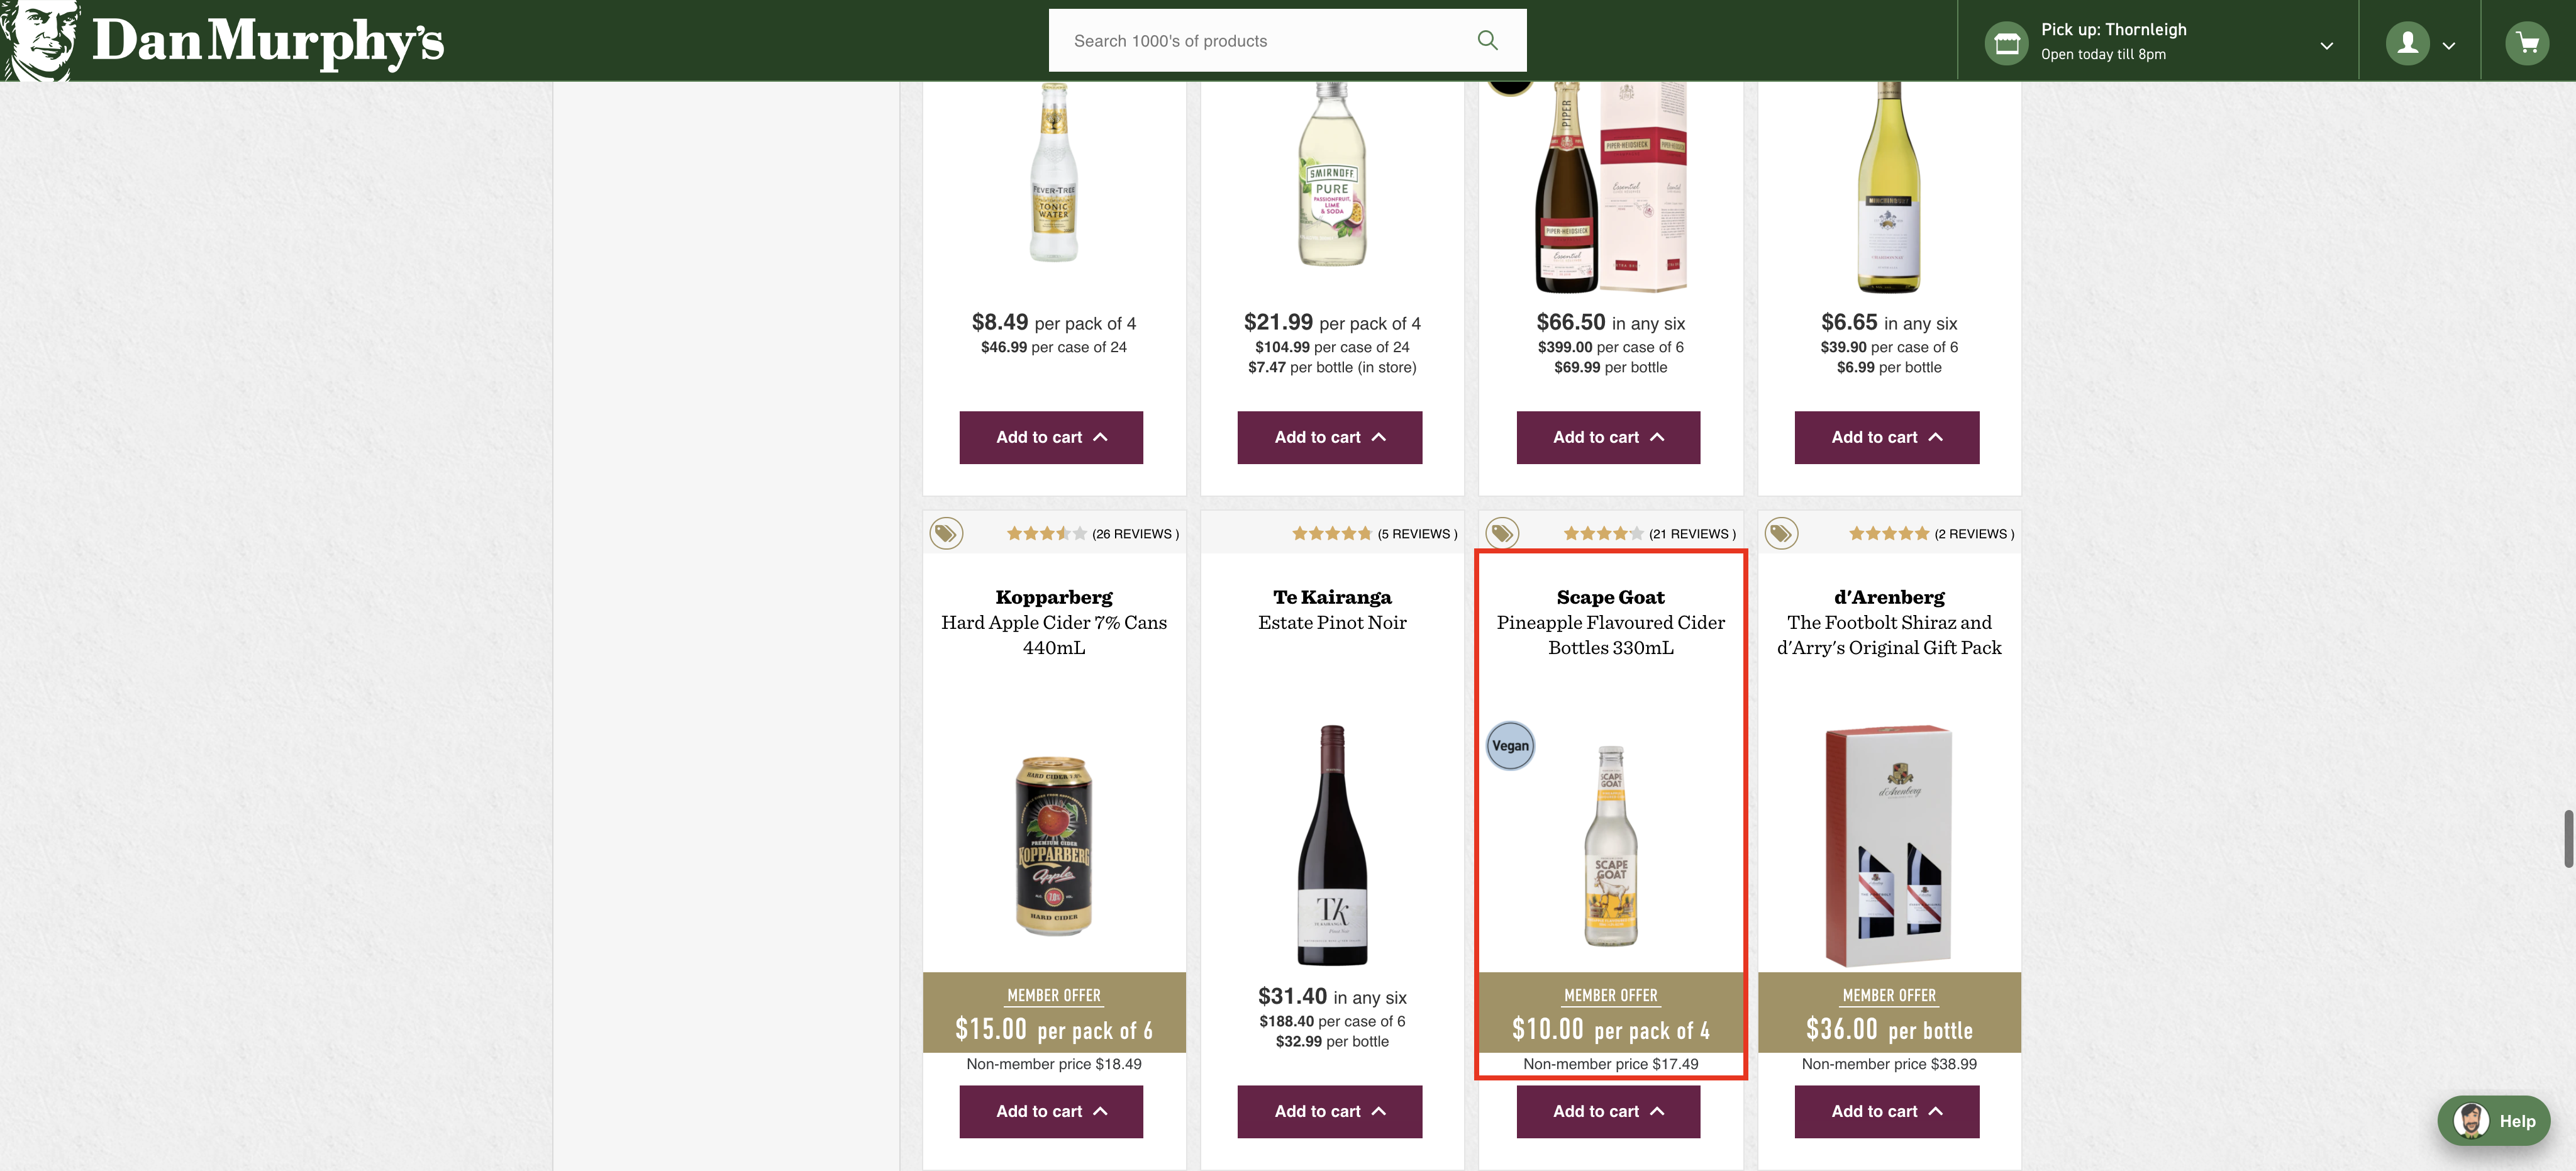 Dan Murphy's
Search 1000's of products
Pick up: Thornleigh
Open today till 8pm
PIPER
FEVER-TREE
TONIC
WATER
SMIRNOFF
PURE
PASSIONFRUIT,
LIME
& SODA
PIPER-HEIDSIECK
Essentiel
PIPER-HEIDSIECK
Essentiel
CHARDONNAY
$8.49 per pack of 4
$46.99 per case of 24
$21.99 per pack of 4
$104.99 per case of 24
$7.47 per bottle (in store)
$66.50 in any six
$399.00 per case of 6
$69.99 per bottle
$6.65 in any six
$39.90 per case of 6
$6.99 per bottle
Add to cart
Add to cart
Add to cart
Add to cart
(26 REVIEWS )
(5 REVIEWS )
(21 REVIEWS )
(2 REVIEWS )
Kopparberg
Hard Apple Cider 7% Cans
440mL
Te Kairanga
Estate Pinot Noir
Scape Goat
Pineapple Flavoured Cider
Bottles 330mL
d'Arenberg
The Footbolt Shiraz and
d'Arry's Original Gift Pack
PREMIUM CIDER
KOPPARBERG
Apple
HARD CIDER
TK
TE KAIRANGA
Pinot Noir
Vegan
SCAPE
GOAT
SCAPE
GOAT
d'Arenberg
MEMBER OFFER
$15.00 per pack of 6
Non-member price $18.49
$31.40 in any six
$188.40 per case of 6
$32.99 per bottle
MEMBER OFFER
$10.00 per pack of 4
Non-member price $17.49
MEMBER OFFER
$36.00 per bottle
Non-member price $38.99
Add to cart
Add to cart
Add to cart
Add to cart
Help